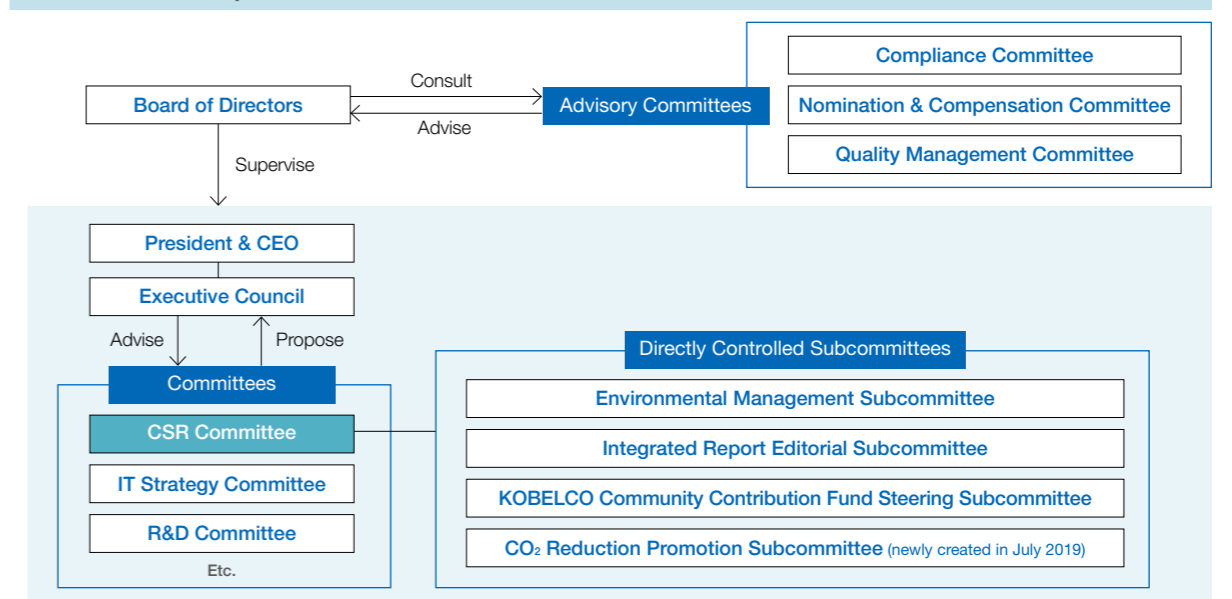 Compliance Committee
Consult
Board of Directors
Advisory Committees
Nomination & Compensation Committee
Advise
Quality Management Committee
Supervise
President & CEO
Executive Council
Advise
Propose
Directly Controlled Subcommittees
Committees
Environmental Management Subcommittee
CSR Committee
Integrated Report Editorial Subcommittee
IT Strategy Committee
KOBELCO Community Contribution Fund Steering Subcommittee
R&D Committee
CO₂ Reduction Promotion Subcommittee (newly created in July 2019)
Etc.